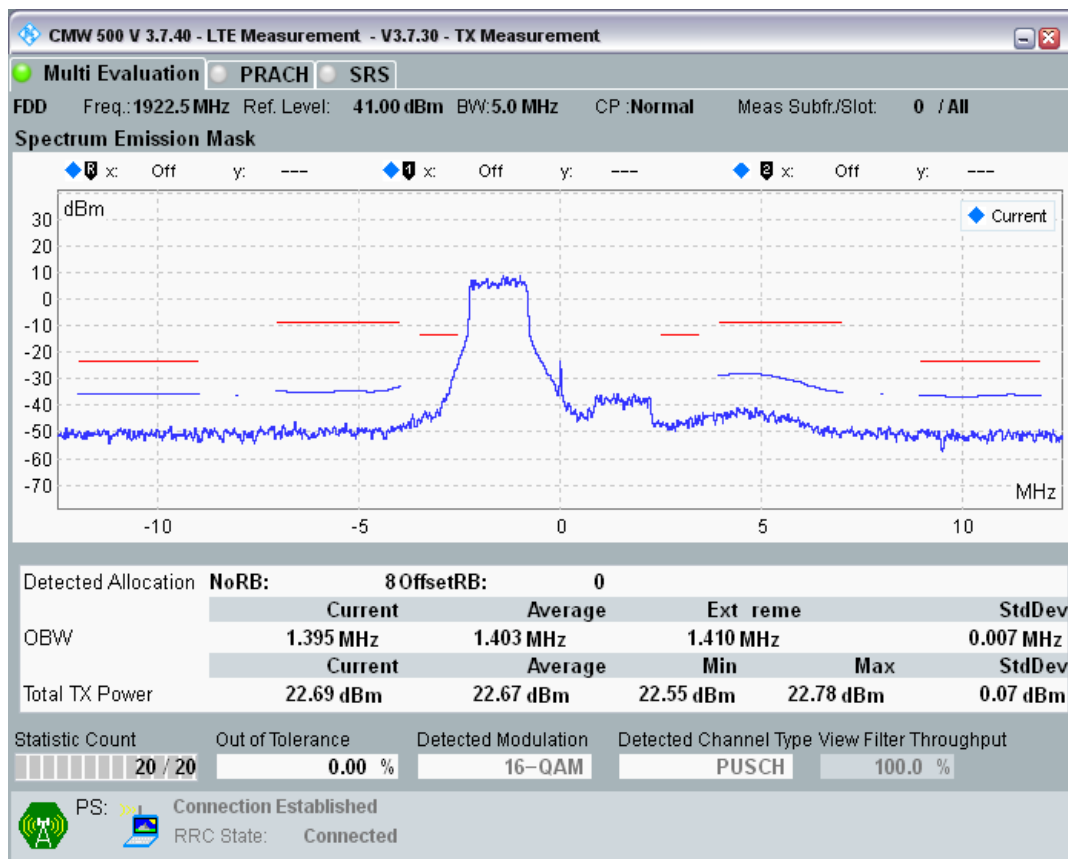 CMW 500 V 3.7.40 - LTE Measurement - V3.7.30 - TX Measurement
Multi Evaluation PRACH SRS
FDD Freq.: 1922.5 MHz Ref. Level: 41.00 dBm BW: 5.0 MHz CP : Normal Meas Subfr./Slot: 0 / All
Spectrum Emission Mask
R x: Off y: --- 1 x: Off y: --- 2 x: Off y: ---
dBm
Current
30
20
10
0
-10
-20
-30
-40
-50
-60
-70
MHz
-10 -5 0 5 10
Detected Allocation NoRB: 8 OffsetRB: 0
Current Average Ext reme StdDev
OBW 1.395 MHz 1.403 MHz 1.410 MHz 0.007 MHz
Current Average Min Max StdDev
Total TX Power 22.69 dBm 22.67 dBm 22.55 dBm 22.78 dBm 0.07 dBm
Statistic Count Out of Tolerance Detected Modulation Detected Channel Type View Filter Throughput
20 / 20 0.00 % 16-QAM PUSCH 100.0 %
PS: Connection Established
RRC State: Connected